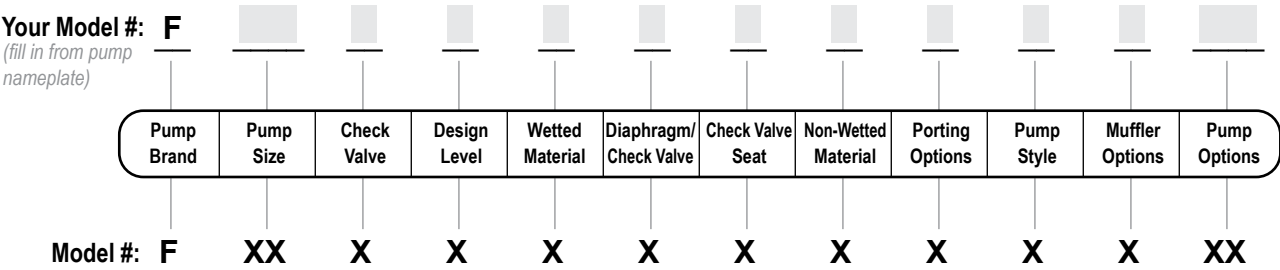 Your Model #: F
(fill in from pump
nameplate)
Pump Pump Check Design Wetted Diaphragm/ Check Valve Non-Wetted Porting Pump Muffler Pump
Brand Size Valve Level Material Check Valve Seat Material Options Style Options Options
Model #: F XX X X X X X X X X X XX